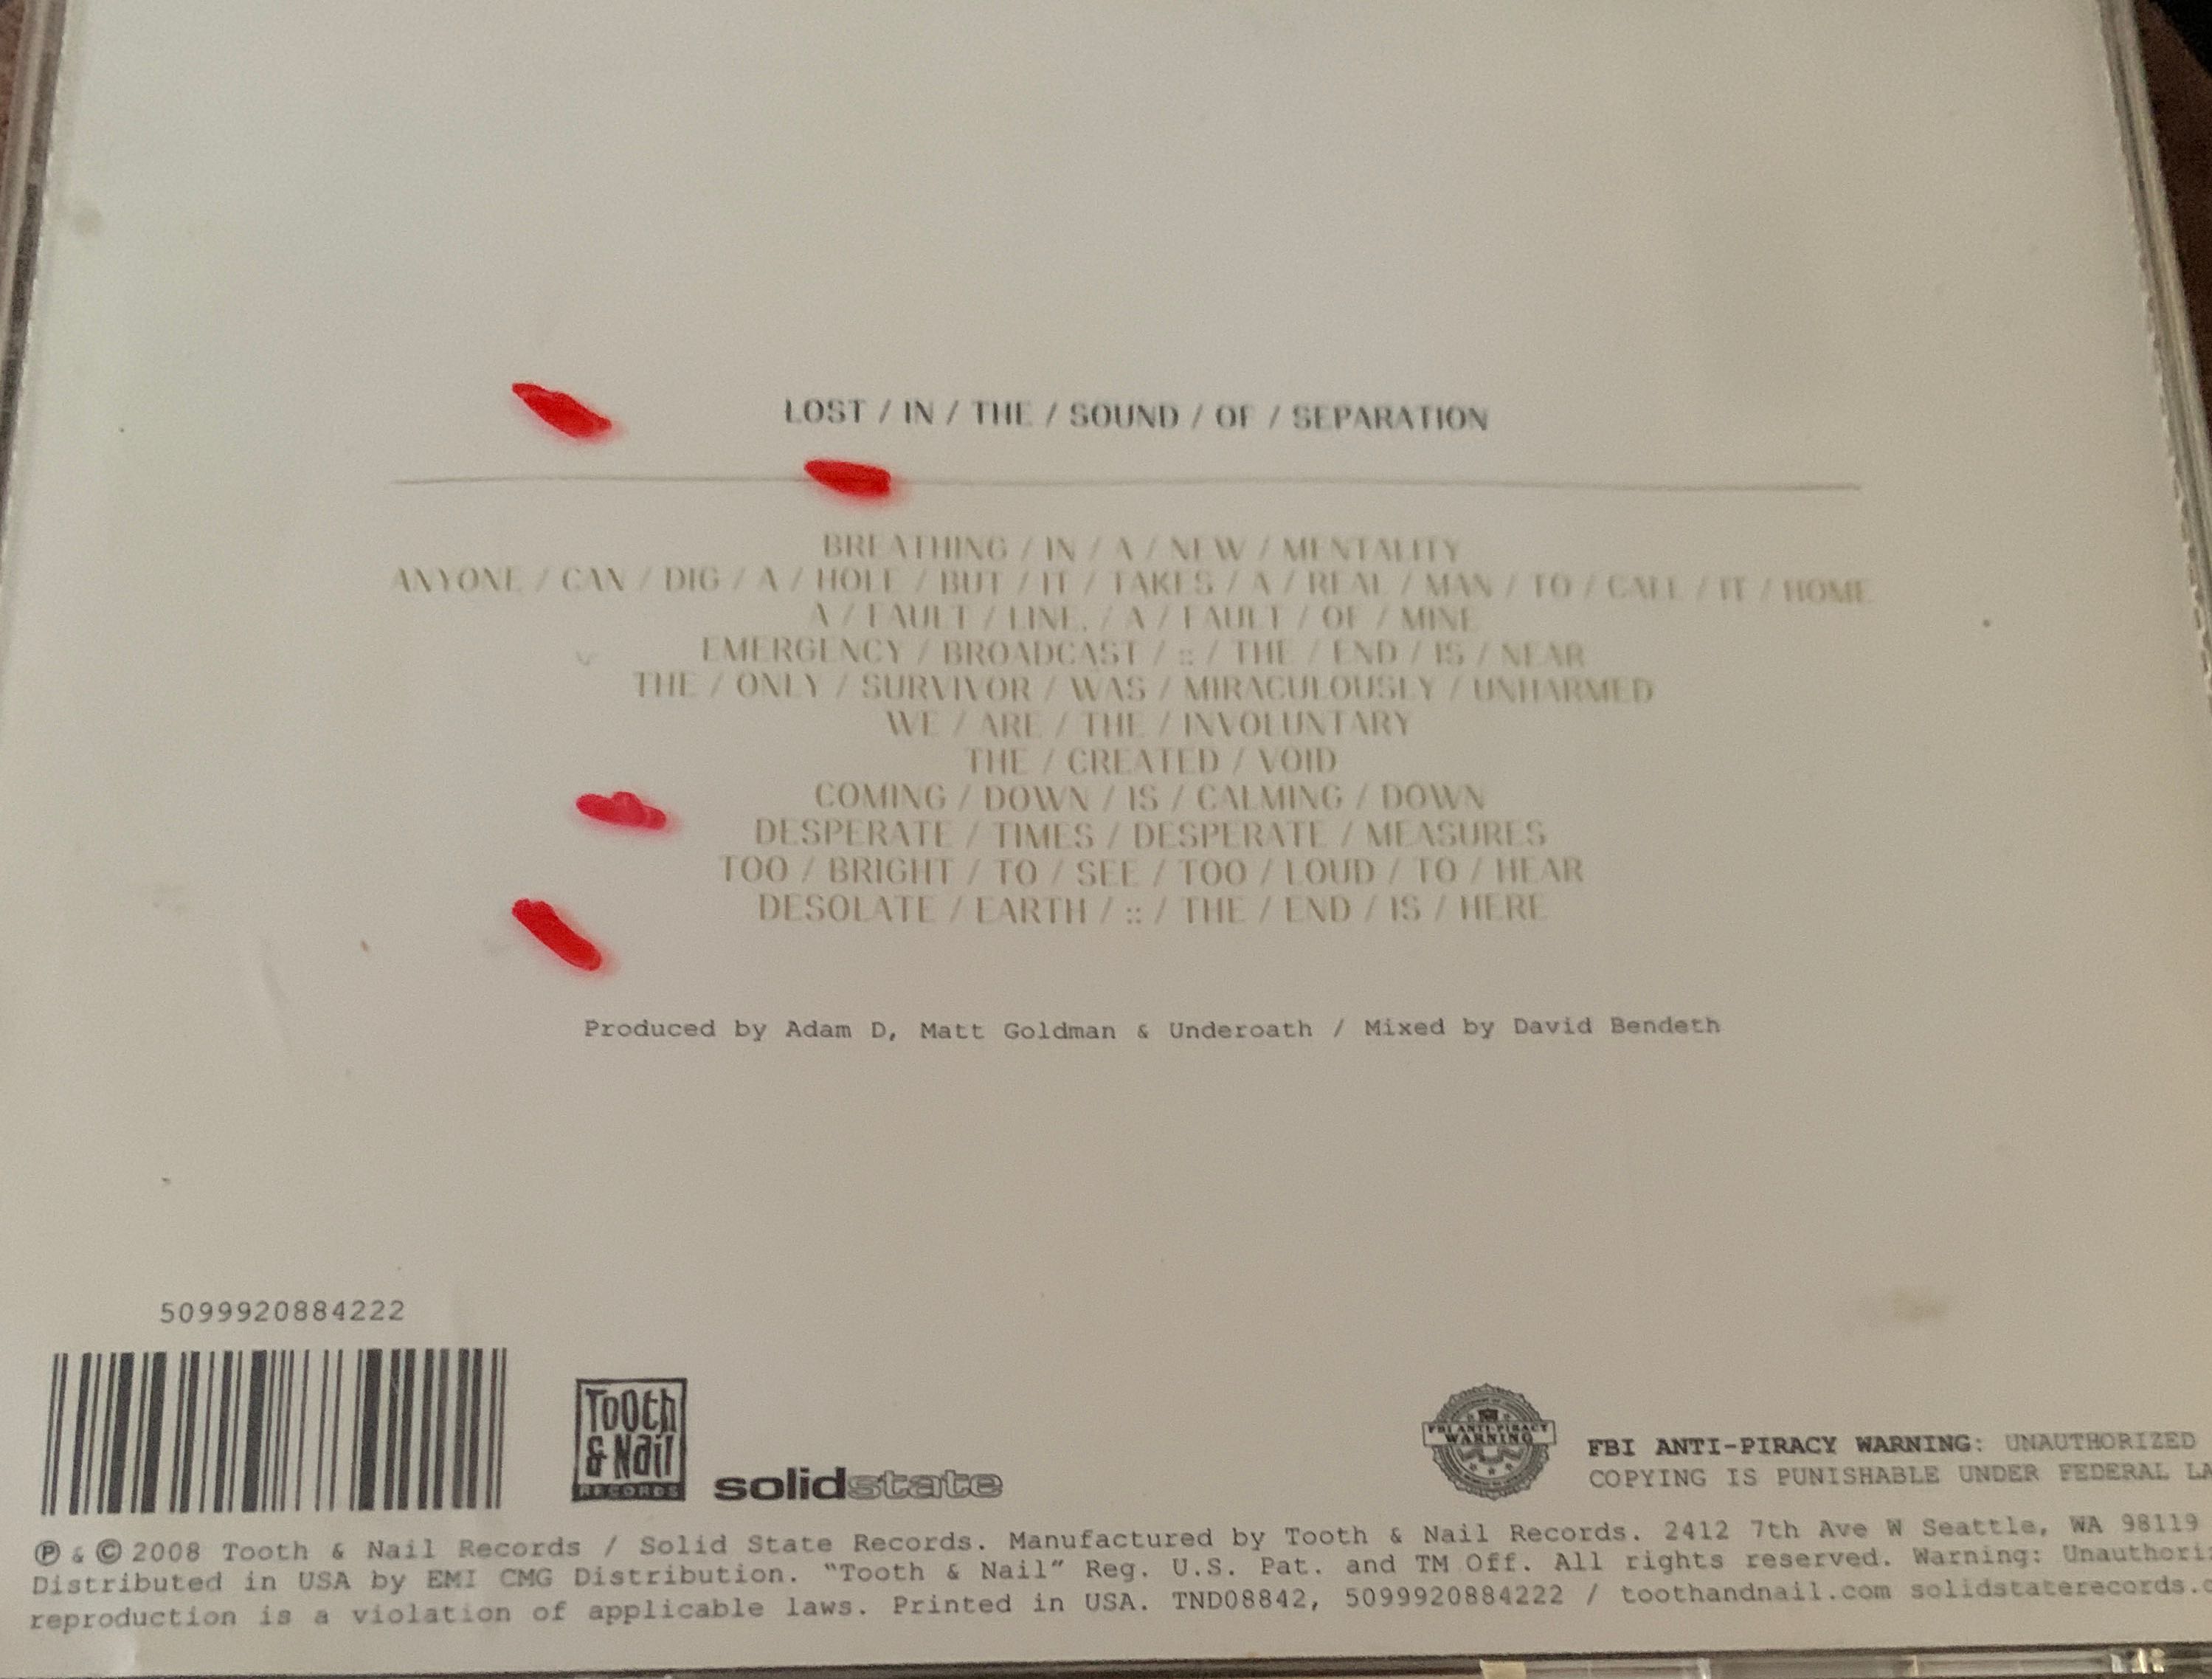 LOST / IN / THE / SOUND / OF / SEPARATION
BREATHING / IN / A / NEW / MENTALITY
ANYONE / CAN / DIG / A / HOLE / BUT / IT / TAKES / A / REAL / MAN / TO / CALL / IT / HOME
A / FAULT / LINE. / A / FAULT / OF / MINE
EMERGENCY / BROADCAST / :: / THE / END / IS / NEAR
THE / ONLY / SURVIVOR / WAS / MIRACULOUSLY / UNHARMED
WE / ARE / THE / INVOLUNTARY
THE / CREATED / VOID
COMING / DOWN / IS / CALMING / DOWN
DESPERATE / TIMES / DESPERATE / MEASURES
TOO / BRIGHT / TO / SEE / TOO / LOUD / TO / HEAR
DESOLATE / EARTH / :: / THE / END / IS / HERE
Produced by Adam D, Matt Goldman & Underoath / Mixed by David Bendeth
5099920884222
Tooth
& Nail
RECORDS
solidstate
FBI ANTI-PIRACY
WARNING
FBI ANTI-PIRACY WARNING: UNAUTHORIZED
COPYING IS PUNISHABLE UNDER FEDERAL LA
℗ & © 2008 Tooth & Nail Records / Solid State Records. Manufactured by Tooth & Nail Records. 2412 7th Ave W Seattle, WA 98119
Distributed in USA by EMI CMG Distribution. "Tooth & Nail" Reg. U.S. Pat. and TM Off. All rights reserved. Warning: Unauthoriz
reproduction is a violation of applicable laws. Printed in USA. TND08842, 5099920884222 / toothandnail.com solidstaterecords.c